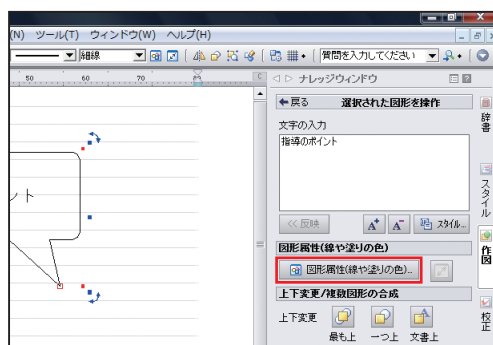 (N) ツール(T) ウィンドウ(W) ヘルプ(H)
細線 質問を入力してください
50 60 70 80
ナレッジウィンドウ
戻る 選択された図形を操作
文字の入力
指導のポイント
ント
<< 反映 A A スタイル...
図形属性(線や塗りの色)
図形属性(線や塗りの色)...
上下変更/複数図形の合成
上下変更
最も上 一つ上 文書上
辞書
スタイル
作図
校正